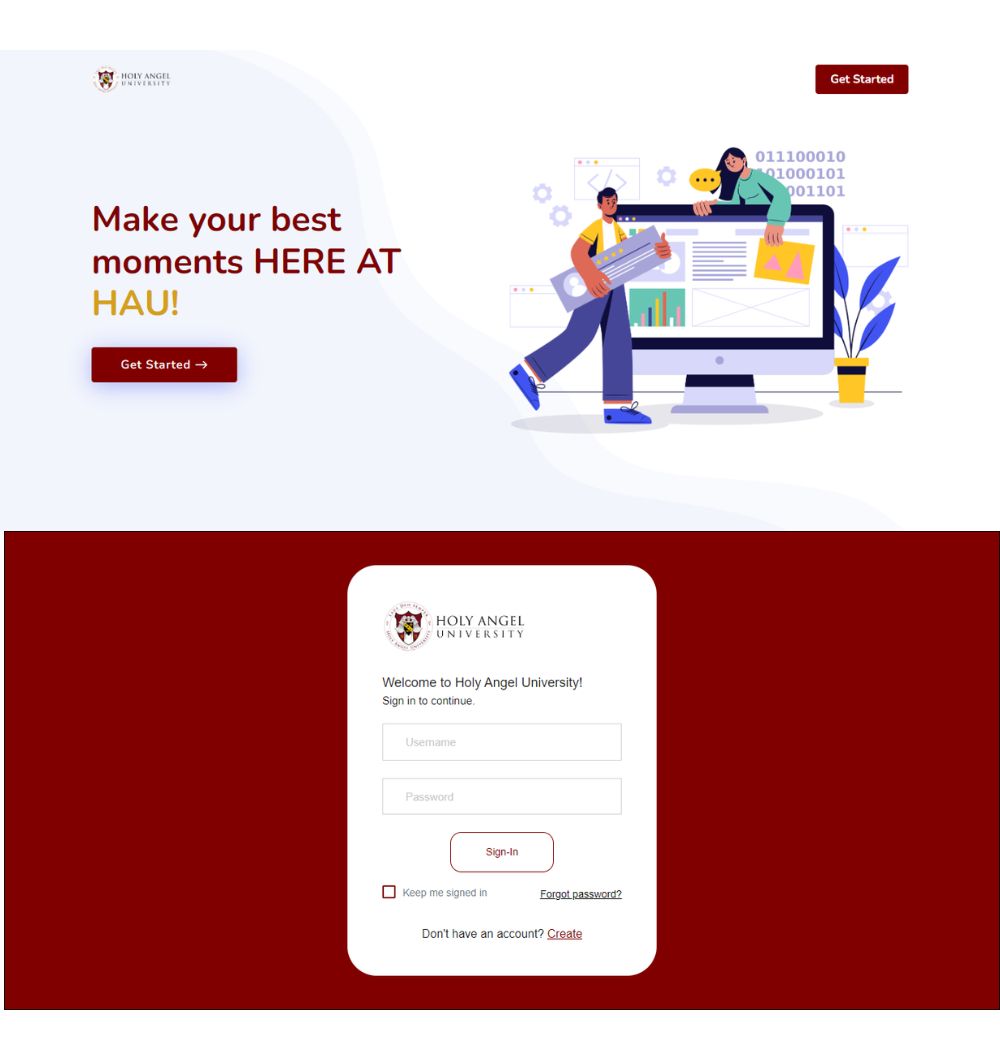 HOLY ANGEL
UNIVERSITY
Get Started
011100010
101000101
001101
Make your best
moments HERE AT
HAU!
Get Started →
HOLY ANGEL
UNIVERSITY
Welcome to Holy Angel University!
Sign in to continue.
Username
Password
Sign-In
Keep me signed in
Forgot password?
Don't have an account? Create